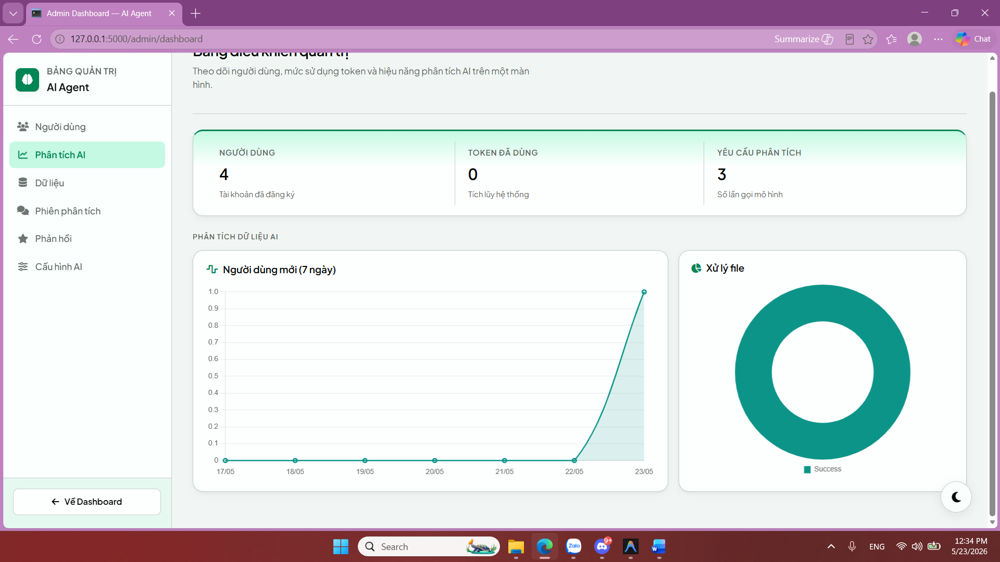 Admin Dashboard — AI Agent
127.0.0.1:5000/admin/dashboard
Summarize
Chat
BẢNG QUẢN TRỊ
AI Agent
Người dùng
Phân tích AI
Dữ liệu
Phiên phân tích
Phản hồi
Cấu hình AI
Về Dashboard
Bảng điều khiển quản trị
Theo dõi người dùng, mức sử dụng token và hiệu năng phân tích AI trên một màn
hình.
NGƯỜI DÙNG
4
Tài khoản đã đăng ký
TOKEN ĐÃ DÙNG
0
Tích lũy hệ thống
YÊU CẦU PHÂN TÍCH
3
Số lần gọi mô hình
PHÂN TÍCH DỮ LIỆU AI
Người dùng mới (7 ngày)
1.0
0.9
0.8
0.7
0.6
0.5
0.4
0.3
0.2
0.1
0
17/05
18/05
19/05
20/05
21/05
22/05
23/05
Xử lý file
Success
Search
Zalo
9+
W
ENG
12:34 PM
5/23/2026